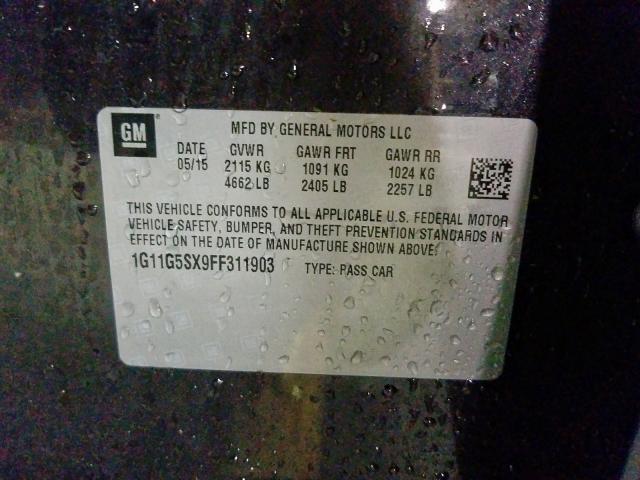 GM
MFD BY GENERAL MOTORS LLC
DATE GVWR GAWR FRT GAWR RR
05/15 2115 KG 1091 KG 1024 KG
4662 LB 2405 LB 2257 LB
THIS VEHICLE CONFORMS TO ALL APPLICABLE U.S. FEDERAL MOTOR
VEHICLE SAFETY, BUMPER, AND THEFT PREVENTION STANDARDS IN
EFFECT ON THE DATE OF MANUFACTURE SHOWN ABOVE.
1G11G5SX9FF311903 TYPE: PASS CAR